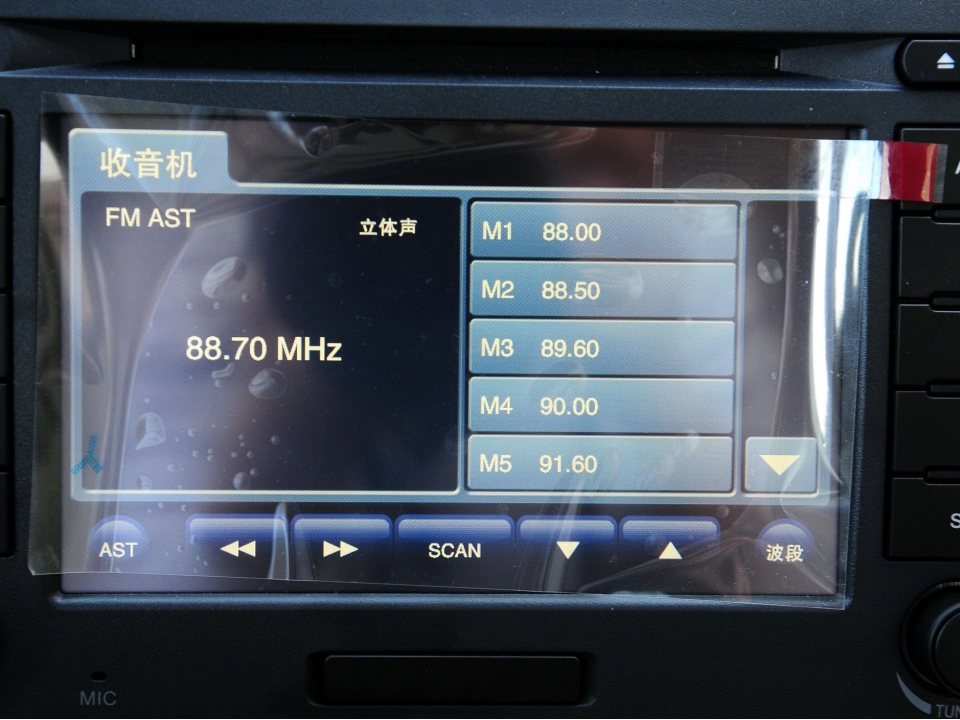 收音机
FM AST
立体声
88.70 MHz
M1 88.00
M2 88.50
M3 89.60
M4 90.00
M5 91.60
AST
SCAN
波段
MIC